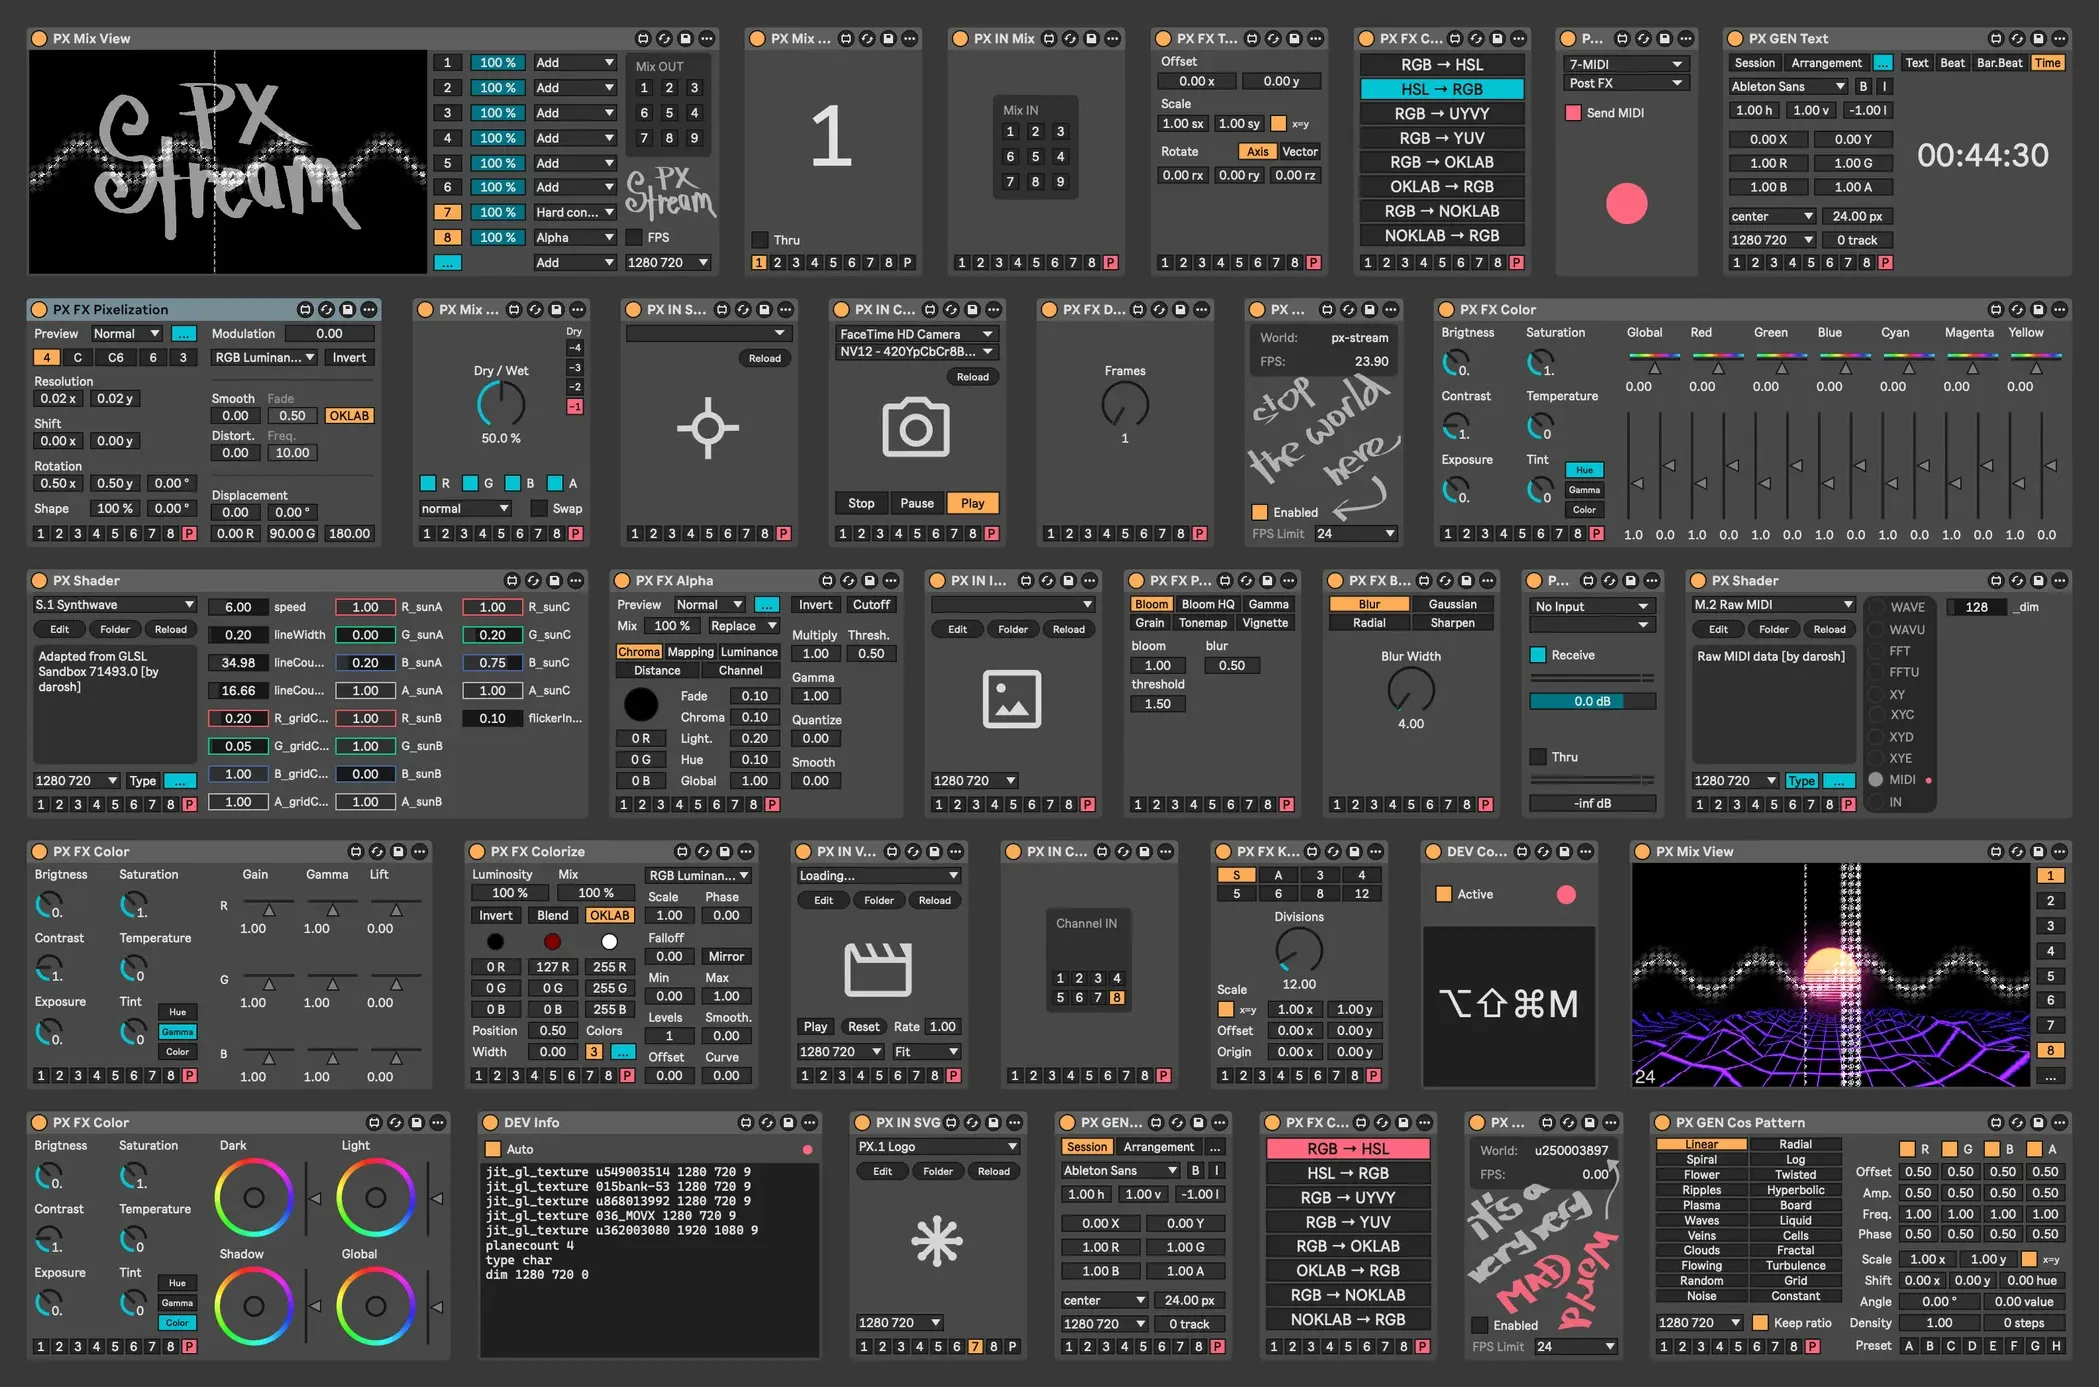 PX Mix View
PX Stream
1 100 % Add
2 100 % Add
3 100 % Add
4 100 % Add
5 100 % Add
6 100 % Add
7 100 % Hard con...
8 100 % Alpha
... Add
Mix OUT
1 2 3
6 5 4
7 8 9
PX Stream
FPS
1280 720
PX Mix ...
1
Thru
1 2 3 4 5 6 7 8 P
PX IN Mix
Mix IN
1 2 3
6 5 4
7 8 9
1 2 3 4 5 6 7 8 P
PX FX T...
Offset
0.00 x 0.00 y
Scale
1.00 sx 1.00 sy x=y
Rotate Axis Vector
0.00 rx 0.00 ry 0.00 rz
1 2 3 4 5 6 7 8 P
PX FX C...
RGB → HSL
HSL → RGB
RGB → UYVY
RGB → YUV
RGB → OKLAB
OKLAB → RGB
RGB → NOKLAB
NOKLAB → RGB
1 2 3 4 5 6 7 8 P
P...
7-MIDI
Post FX
Send MIDI
PX GEN Text
Session Arrangement ... Text Beat Bar.Beat Time
Ableton Sans B I
1.00 h 1.00 v -1.00 l
0.00 X 0.00 Y
1.00 R 1.00 G
1.00 B 1.00 A
center 24.00 px
1280 720 0 track
1 2 3 4 5 6 7 8 P
00:44:30
PX FX Pixelization
Preview Normal ... Modulation 0.00
4 C C6 6 3 RGB Luminan... Invert
Resolution
0.02 x 0.02 y
Smooth Fade
0.00 0.50 OKLAB
Shift
0.00 x 0.00 y
Distort. Freq.
0.00 10.00
Rotation
0.50 x 0.50 y 0.00 °
Displacement
Shape 100 % 0.00 ° 0.00 0.00 °
1 2 3 4 5 6 7 8 P 0.00 R 90.00 G 180.00
PX Mix ...
Dry
-4
-3
-2
-1
Dry / Wet
50.0 %
R G B A
normal Swap
1 2 3 4 5 6 7 8 P
PX IN S...
Reload
1 2 3 4 5 6 7 8 P
PX IN C...
FaceTime HD Camera
NV12 - 420YpCbCr8B...
Reload
Stop Pause Play
1 2 3 4 5 6 7 8 P
PX FX D...
Frames
1
1 2 3 4 5 6 7 8 P
PX ...
World: px-stream
FPS: 23.90
stop
the world
here
Enabled
FPS Limit 24
PX FX Color
Brigtness Saturation Global Red Green Blue Cyan Magenta Yellow
0. 1. 0.00 0.00 0.00 0.00 0.00 0.00 0.00
Contrast Temperature
1. 0
Exposure Tint
0. 0
Hue
Gamma
Color
1 2 3 4 5 6 7 8 P 1.0 0.0 1.0 0.0 1.0 0.0 1.0 0.0 1.0 0.0 1.0 0.0 1.0 0.0
PX Shader
S.1 Synthwave
Edit Folder Reload
Adapted from GLSL
Sandbox 71493.0 [by
darosh]
1280 720 Type ...
1 2 3 4 5 6 7 8 P
6.00 speed 1.00 R_sunA 1.00 R_sunC
0.20 lineWidth 0.00 G_sunA 0.20 G_sunC
34.98 lineCou... 0.20 B_sunA 0.75 B_sunC
16.66 lineCou... 1.00 A_sunA 1.00 A_sunC
0.20 R_gridC... 1.00 R_sunB 0.10 flickerIn...
0.05 G_gridC... 1.00 G_sunB
1.00 B_gridC... 0.00 B_sunB
1.00 A_gridC... 1.00 A_sunB
PX FX Alpha
Preview Normal ... Invert Cutoff
Mix 100 % Replace
Multiply Thresh.
1.00 0.50
Chroma Mapping Luminance
Distance Channel
Gamma
1.00
Fade 0.10
Chroma 0.10
Quantize
0.00
0 R Light. 0.20
0 G Hue 0.10
Smooth
0 B Global 1.00 0.00
1 2 3 4 5 6 7 8 P
PX IN I...
Edit Folder Reload
1280 720
1 2 3 4 5 6 7 8 P
PX FX P...
Bloom Bloom HQ Gamma
Grain Tonemap Vignette
bloom blur
1.00 0.50
threshold
1.50
1 2 3 4 5 6 7 8 P
PX FX B...
Blur Gaussian
Radial Sharpen
Blur Width
4.00
1 2 3 4 5 6 7 8 P
P...
No Input
Receive
0.0 dB
Thru
-inf dB
PX Shader
M.2 Raw MIDI
Edit Folder Reload
Raw MIDI data [by darosh]
1280 720 Type ...
1 2 3 4 5 6 7 8 P
WAVE
WAVU
FFT
FFTU
XY
XYC
XYD
XYE
MIDI
IN
128 _dim
PX FX Color
Brigtness Saturation Gain Gamma Lift
0. 1. R 1.00 1.00 0.00
Contrast Temperature
1. 0 G 1.00 1.00 0.00
Exposure Tint
0. 0
Hue
Gamma
Color
B 1.00 1.00 0.00
1 2 3 4 5 6 7 8 P
PX FX Colorize
Luminosity Mix RGB Luminan...
100 % 100 %
Scale Phase
Invert Blend OKLAB 1.00 0.00
Falloff
0.00 Mirror
0 R 127 R 255 R
Min Max
0 G 0 G 255 G 0.00 1.00
0 B 0 B 255 B
Levels Smooth.
Position 0.50 Colors 1 0.00
Width 0.00 3 ...
Offset Curve
1 2 3 4 5 6 7 8 P 0.00 0.00
PX IN V...
Loading...
Edit Folder Reload
Play Reset Rate 1.00
1280 720 Fit
1 2 3 4 5 6 7 8 P
PX IN C...
Channel IN
1 2 3 4
5 6 7 8
1 2 3 4 5 6 7 8 P
PX FX K...
S A 3 4
5 6 8 12
Divisions
12.00
Scale
x=y 1.00 x 1.00 y
Offset 0.00 x 0.00 y
Origin 0.00 x 0.00 y
1 2 3 4 5 6 7 8 P
DEV Co...
Active
⌥⇧⌘M
PX Mix View
24
1
2
3
4
5
6
7
8
...
PX FX Color
Brigtness Saturation Dark Light
0. 1.
Contrast Temperature
1. 0
Shadow Global
Exposure Tint
0. 0
Hue
Gamma
Color
1 2 3 4 5 6 7 8 P
DEV Info
Auto
jit_gl_texture u549003514 1280 720 9
jit_gl_texture 015bank-53 1280 720 9
jit_gl_texture u868013992 1280 720 9
jit_gl_texture 036_MOVX 1280 720 9
jit_gl_texture u362003080 1920 1080 9
planecount 4
type char
dim 1280 720 0
PX IN SVG
PX.1 Logo
Edit Folder Reload
1280 720
1 2 3 4 5 6 7 8 P
PX GEN...
Session Arrangement ...
Ableton Sans B I
1.00 h 1.00 v -1.00 l
0.00 X 0.00 Y
1.00 R 1.00 G
1.00 B 1.00 A
center 24.00 px
1280 720 0 track
1 2 3 4 5 6 7 8 P
PX FX C...
RGB → HSL
HSL → RGB
RGB → UYVY
RGB → YUV
RGB → OKLAB
OKLAB → RGB
RGB → NOKLAB
NOKLAB → RGB
1 2 3 4 5 6 7 8 P
PX ...
World: u250003897
FPS: 0.00
it's a
very very
MAD
World
Enabled
FPS Limit 24
PX GEN Cos Pattern
Linear Radial
Spiral Log
Flower Twisted
Ripples Hyperbolic
Plasma Board
Waves Liquid
Veins Cells
Clouds Fractal
Flowing Turbulence
Random Grid
Noise Constant
1280 720 Keep ratio
1 2 3 4 5 6 7 8 P
R G B A
Offset 0.50 0.50 0.50 0.50
Amp. 0.50 0.50 0.50 0.50
Freq. 1.00 1.00 1.00 1.00
Phase 0.50 0.50 0.50 0.50
Scale 1.00 x 1.00 y x=y
Shift 0.00 x 0.00 y 0.00 hue
Angle 0.00 ° 0.00 value
Density 1.00 0 steps
Preset A B C D E F G H